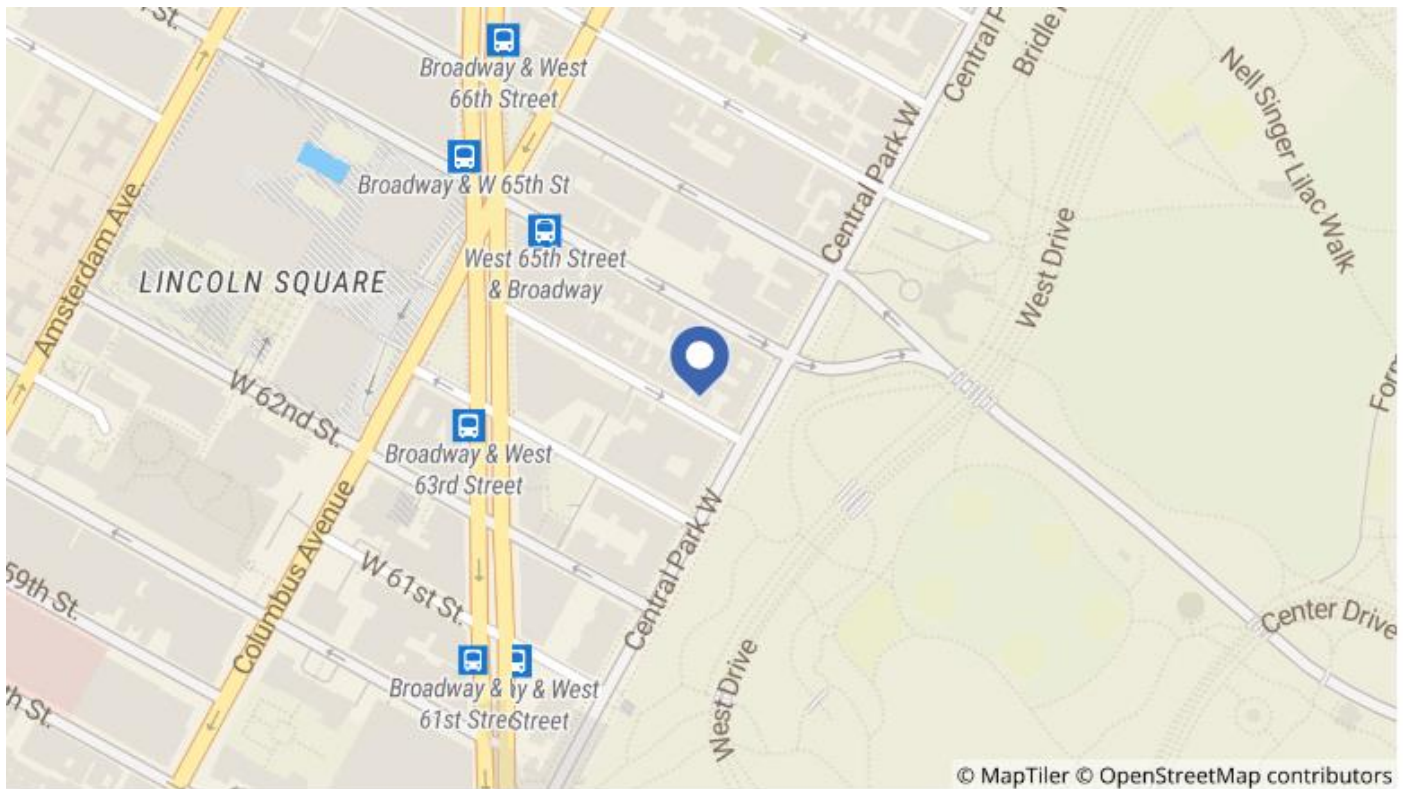 Broadway & West
66th Street
Broadway & W 65th St
West 65th Street
& Broadway
LINCOLN SQUARE
Amsterdam Ave.
W 62nd St.
Broadway & West
63rd Street
Columbus Avenue
W 61st St.
59th St.
Broadway &
61st
& West
Street
Central Park W
Central Park W
Central
Bridle
West Drive
West Drive
Nell Singer Lilac Walk
Center Drive
© MapTiler © OpenStreetMap contributors